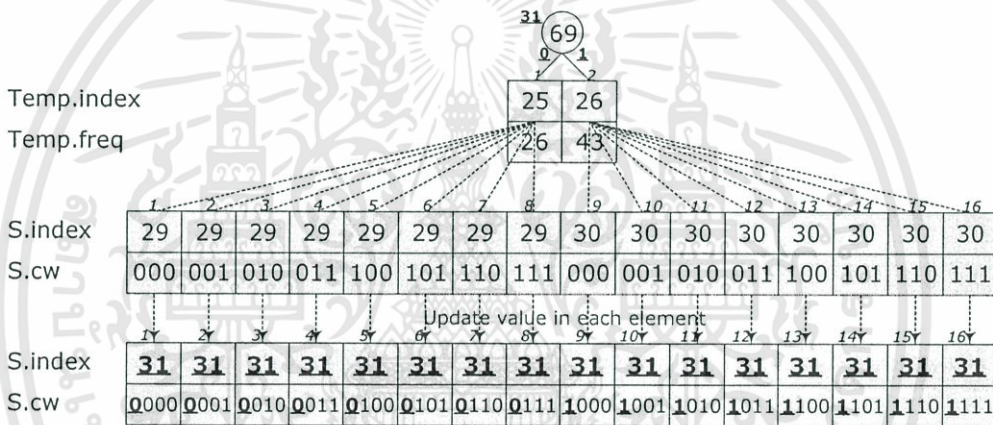 31
69
0 1
1 2
Temp.index 25 26
Temp.freq 26 43
1 2 3 4 5 6 7 8 9 10 11 12 13 14 15 16
S.index 29 29 29 29 29 29 29 29 30 30 30 30 30 30 30 30
S.cw 000 001 010 011 100 101 110 111 000 001 010 011 100 101 110 111
Update value in each element
1 2 3 4 5 6 7 8 9 10 11 12 13 14 15 16
S.index 31 31 31 31 31 31 31 31 31 31 31 31 31 31 31 31
S.cw 0000 0001 0010 0011 0100 0101 0110 0111 1000 1001 1010 1011 1100 1101 1110 1111